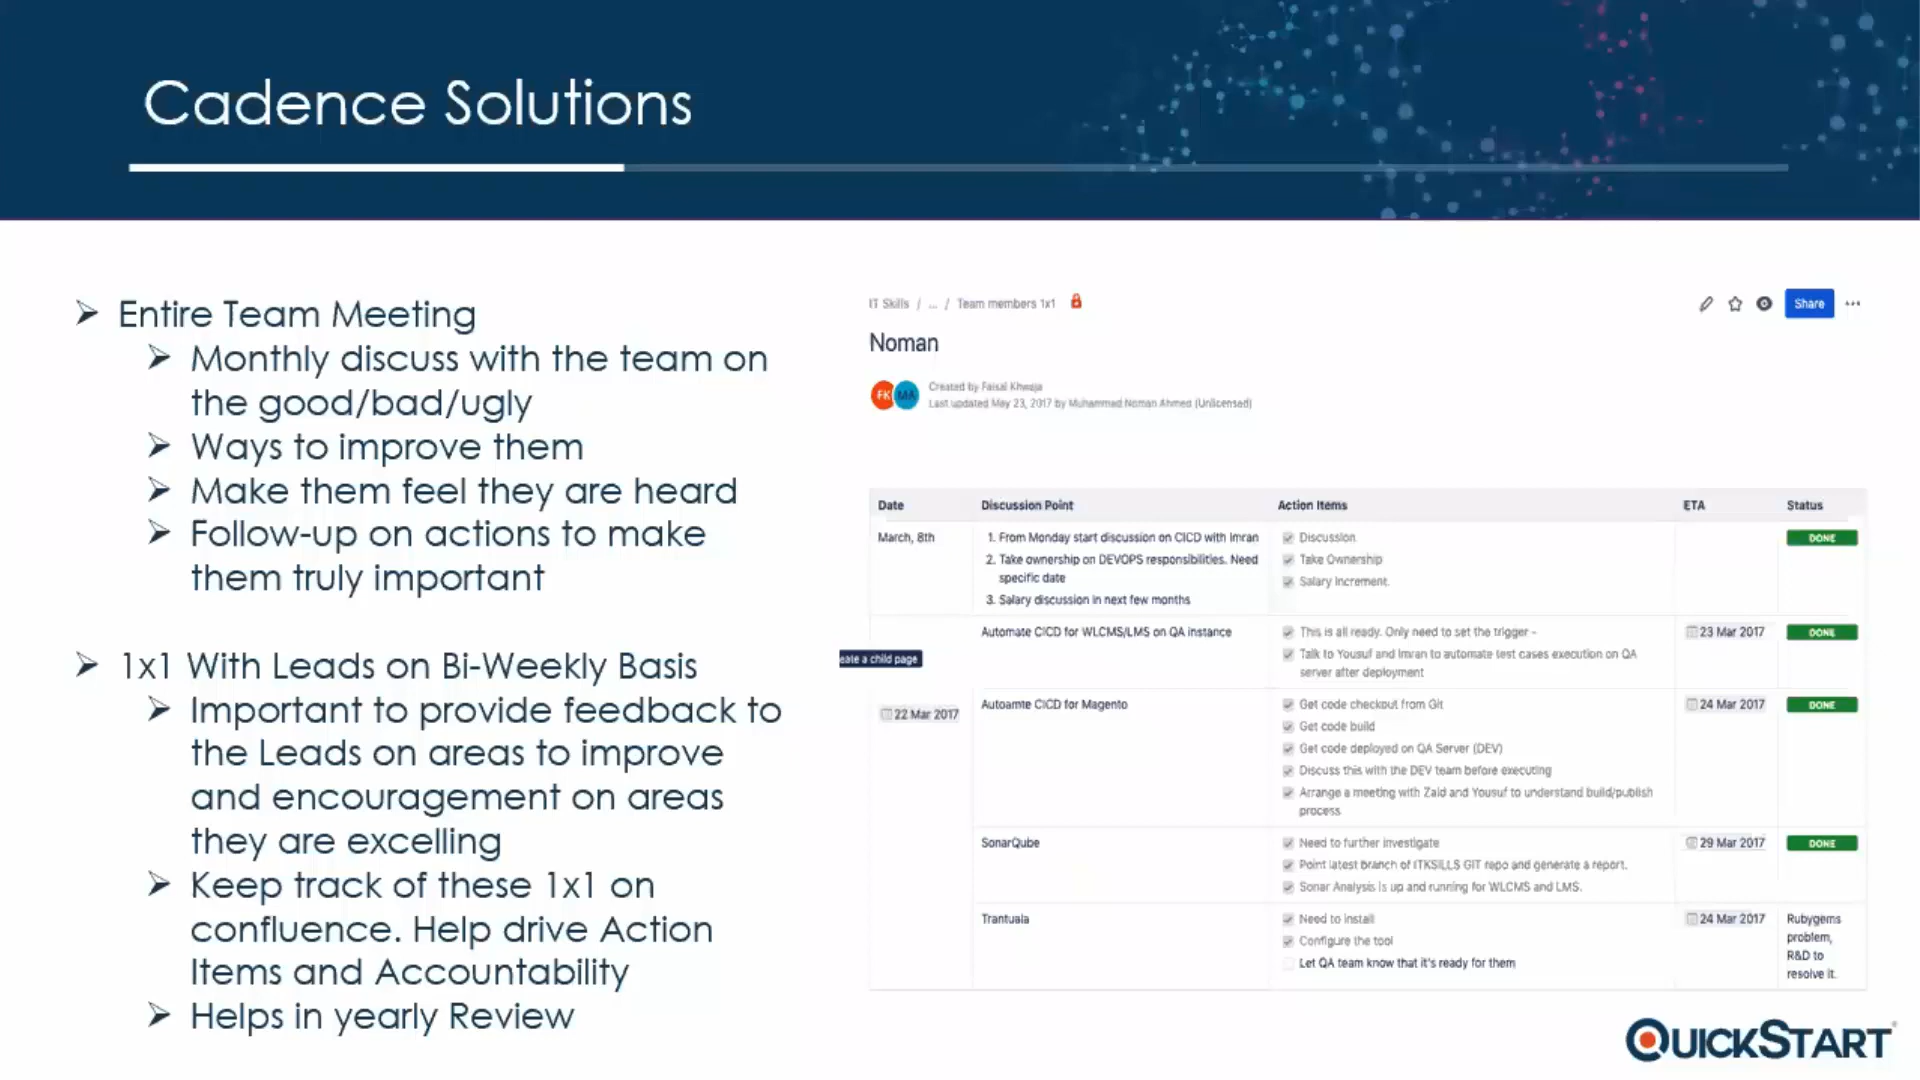 Cadence Solutions
➢ Entire Team Meeting
➢ Monthly discuss with the team on
the good/bad/ugly
➢ Ways to improve them
➢ Make them feel they are heard
➢ Follow-up on actions to make
them truly important
➢ 1x1 With Leads on Bi-Weekly Basis
➢ Important to provide feedback to
the Leads on areas to improve
and encouragement on areas
they are excelling
➢ Keep track of these 1x1 on
confluence. Help drive Action
Items and Accountability
➢ Helps in yearly Review
IT Skills / ... / Team members 1x1
Share
Noman
FK MA
Created by Faisal Khwaja
Last updated May 23, 2017 by Muhammad Noman Ahmed (Unlicensed)
Date Discussion Point Action Items ETA Status
March, 8th
1. From Monday start discussion on CICD with Imran
2. Take ownership on DEVOPS responsibilities. Need
specific date
3. Salary discussion in next few months
Discussion
Take Ownership
Salary Increment.
DONE
eate a child page
22 Mar 2017
Automate CICD for WLCMS/LMS on QA instance
This is all ready. Only need to set the trigger -
Talk to Yousuf and Imran to automate test cases execution on QA
server after deployment
23 Mar 2017
DONE
Autoamte CICD for Magento
Get code checkout from Git
Get code build
Get code deployed on QA Server (DEV)
Discuss this with the DEV team before executing
Arrange a meeting with Zaid and Yousuf to understand build/publish
process
24 Mar 2017
DONE
SonarQube
Need to further investigate
Point latest branch of ITKSILLS GIT repo and generate a report.
Sonar Analysis is up and running for WLCMS and LMS.
29 Mar 2017
DONE
Trantuala
Need to install
Configure the tool
Let QA team know that it's ready for them
24 Mar 2017
Rubygems
problem,
R&D to
resolve it.
QUICKSTART